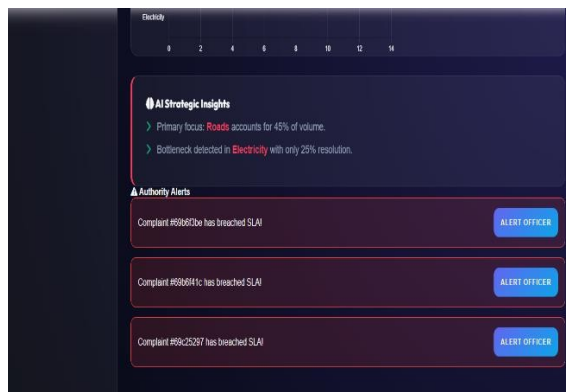 Electricity
0 2 4 6 8 10 12 14
AI Strategic Insights
Primary focus: Roads accounts for 45% of volume.
Bottleneck detected in Electricity with only 25% resolution.
Authority Alerts
Complaint #69b6f3be has breached SLA!
ALERT OFFICER
Complaint #69b6f41c has breached SLA!
ALERT OFFICER
Complaint #69c25297 has breached SLA!
ALERT OFFICER